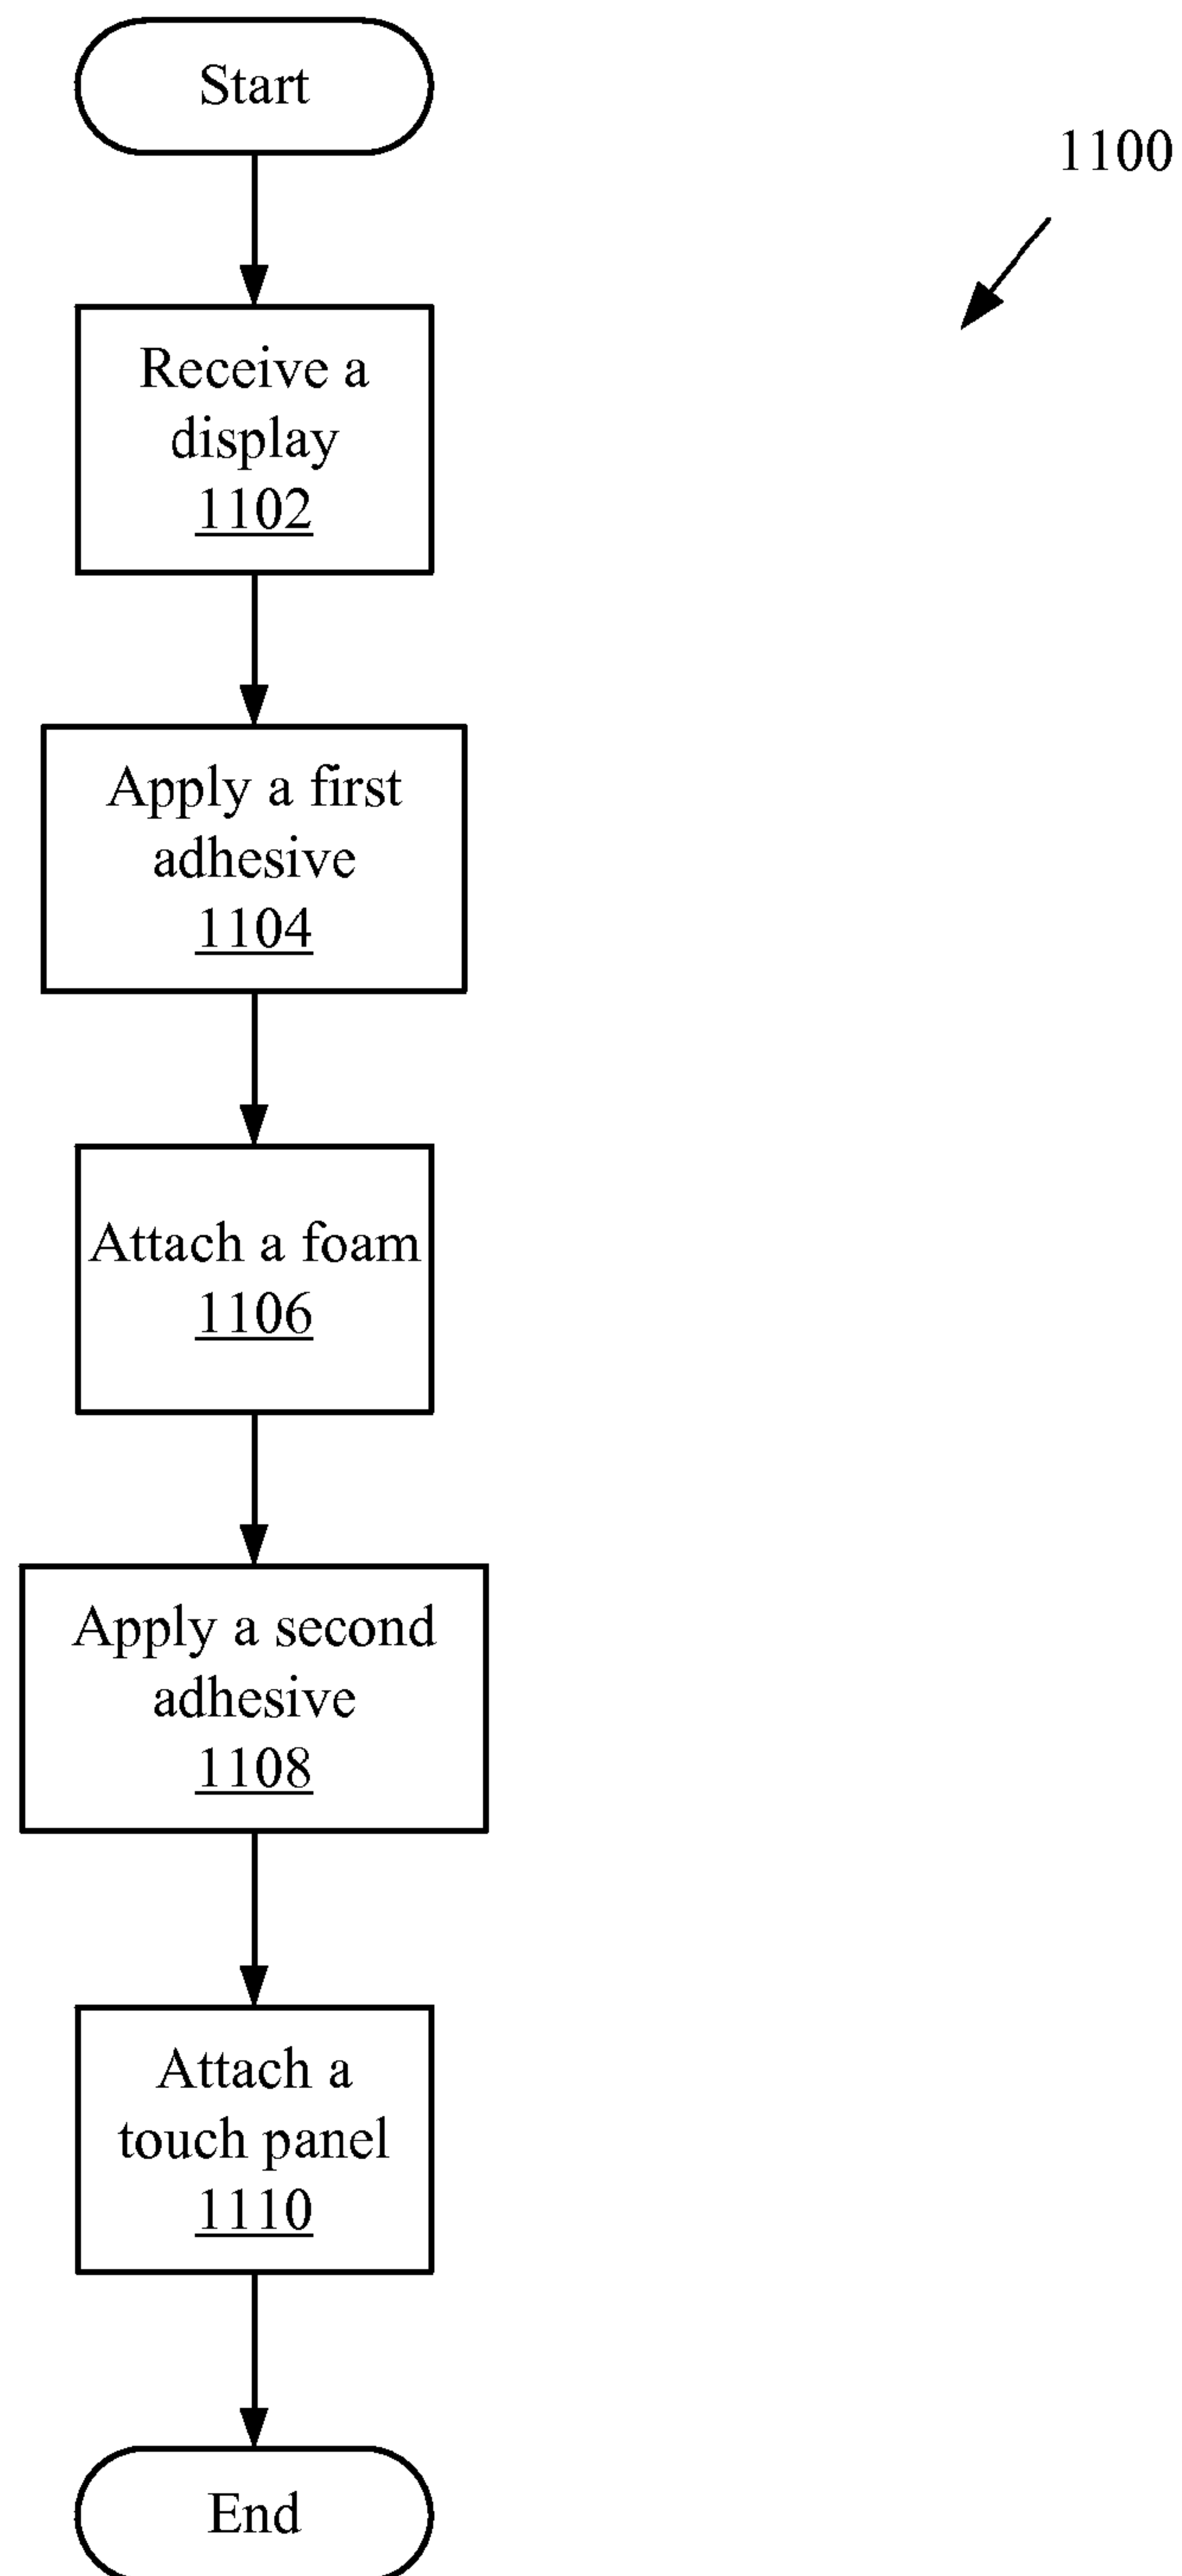 Start
1100
Receive a
display
1102
Apply a first
adhesive
1104
Attach a foam
1106
Apply a second
adhesive
1108
Attach a
touch panel
1110
End